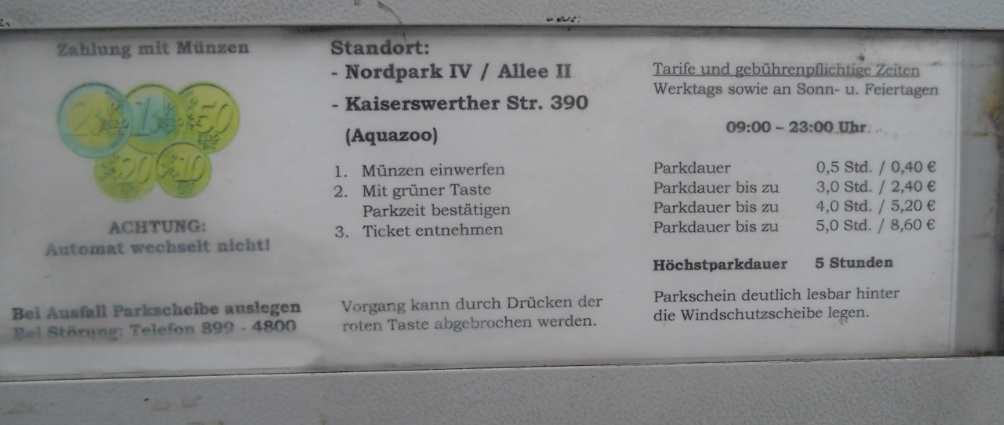 Zahlung mit Münzen
2 1 50
20 10
ACHTUNG:
Automat wechselt nicht!
Bei Ausfall Parkscheibe auslegen
Bei Störung: Telefon 899 - 4800
Standort:
- Nordpark IV / Allee II
- Kaiserswerther Str. 390
(Aquazoo)
1. Münzen einwerfen
2. Mit grüner Taste
Parkzeit bestätigen
3. Ticket entnehmen
Vorgang kann durch Drücken der
roten Taste abgebrochen werden.
Tarife und gebührenpflichtige Zeiten
Werktags sowie an Sonn- u. Feiertagen
09:00 – 23:00 Uhr
Parkdauer 0,5 Std. / 0,40 €
Parkdauer bis zu 3,0 Std. / 2,40 €
Parkdauer bis zu 4,0 Std. / 5,20 €
Parkdauer bis zu 5,0 Std. / 8,60 €
Höchstparkdauer 5 Stunden
Parkschein deutlich lesbar hinter
die Windschutzscheibe legen.